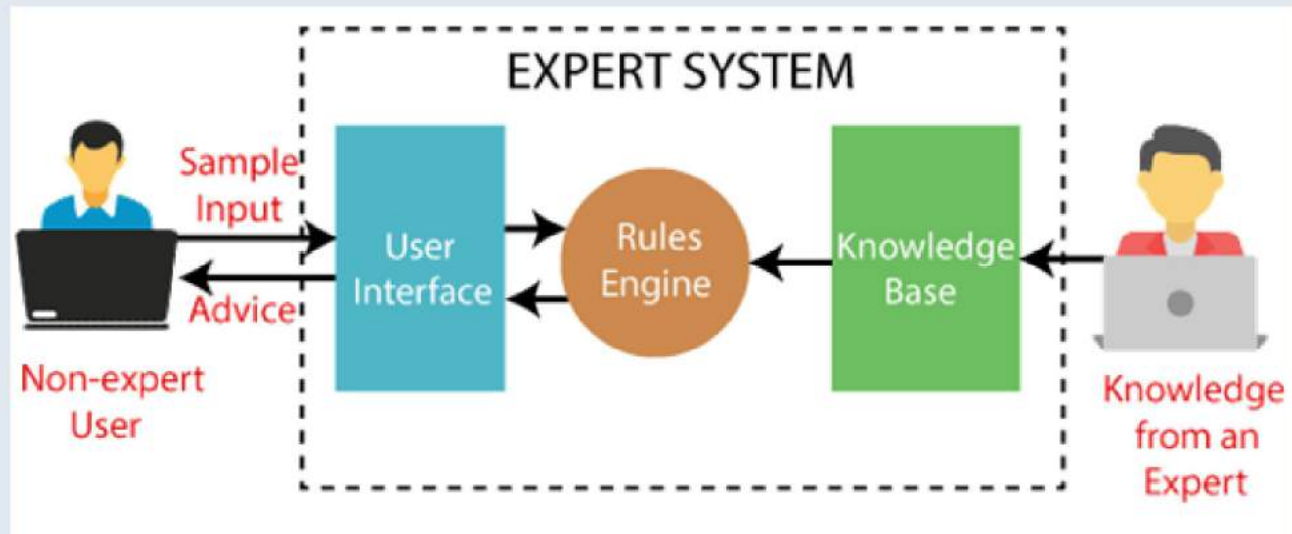 EXPERT SYSTEM
Sample
Input
Advice
Non-expert
User
User
Interface
Rules
Engine
Knowledge
Base
Knowledge
from an
Expert